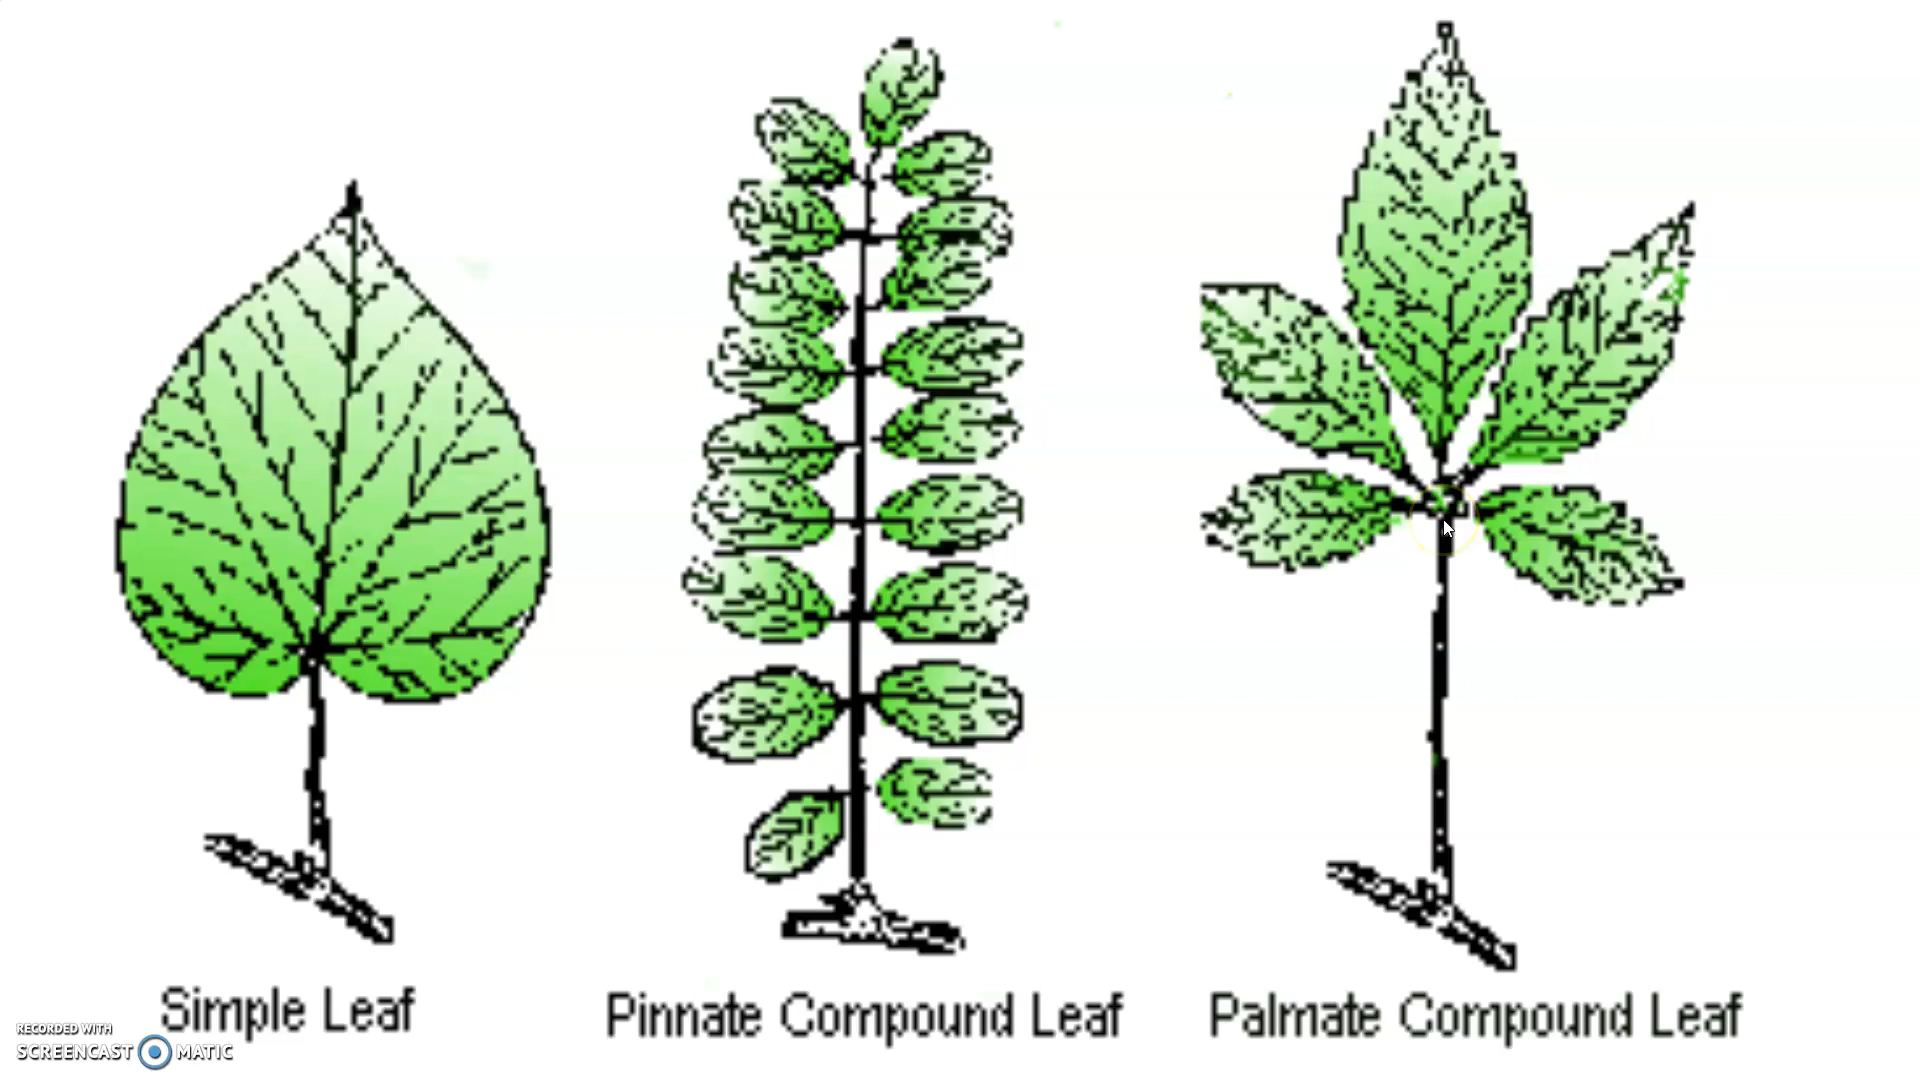 Simple Leaf
Pinnate Compound Leaf
Palmate Compound Leaf
RECORDED WITH
SCREENCAST MATIC